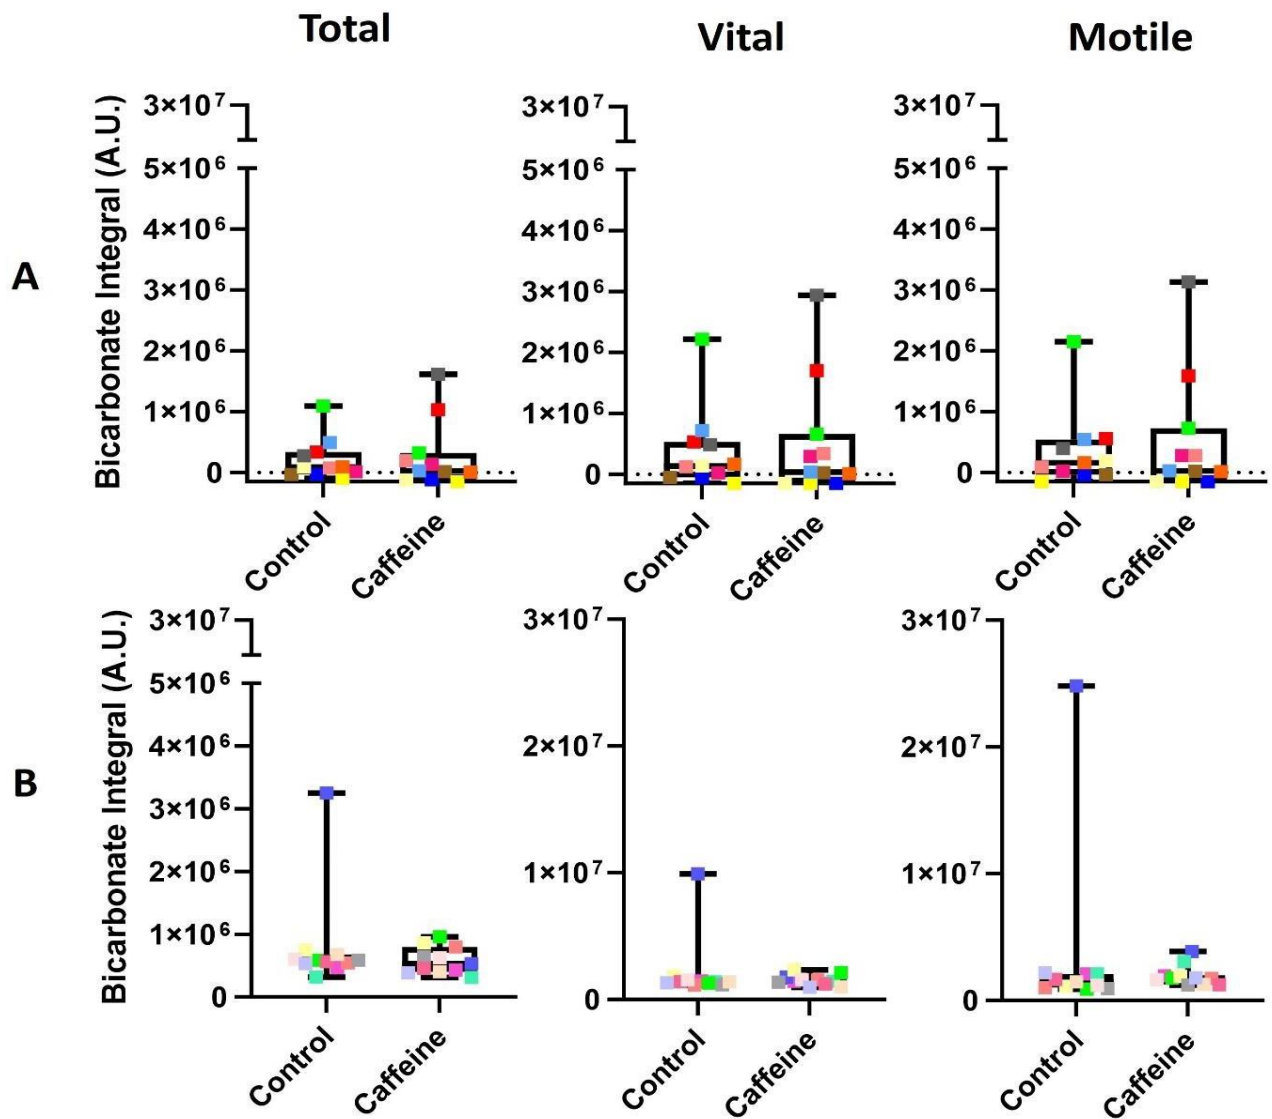 Total
Vital
Motile
A
Bicarbonate Integral (A.U.)
3×10⁷
5×10⁶
4×10⁶
3×10⁶
2×10⁶
1×10⁶
0
Control
Caffeine
3×10⁷
5×10⁶
4×10⁶
3×10⁶
2×10⁶
1×10⁶
0
Control
Caffeine
3×10⁷
5×10⁶
4×10⁶
3×10⁶
2×10⁶
1×10⁶
0
Control
Caffeine
B
Bicarbonate Integral (A.U.)
3×10⁷
5×10⁶
4×10⁶
3×10⁶
2×10⁶
1×10⁶
0
Control
Caffeine
3×10⁷
2×10⁷
1×10⁷
0
Control
Caffeine
3×10⁷
2×10⁷
1×10⁷
0
Control
Caffeine